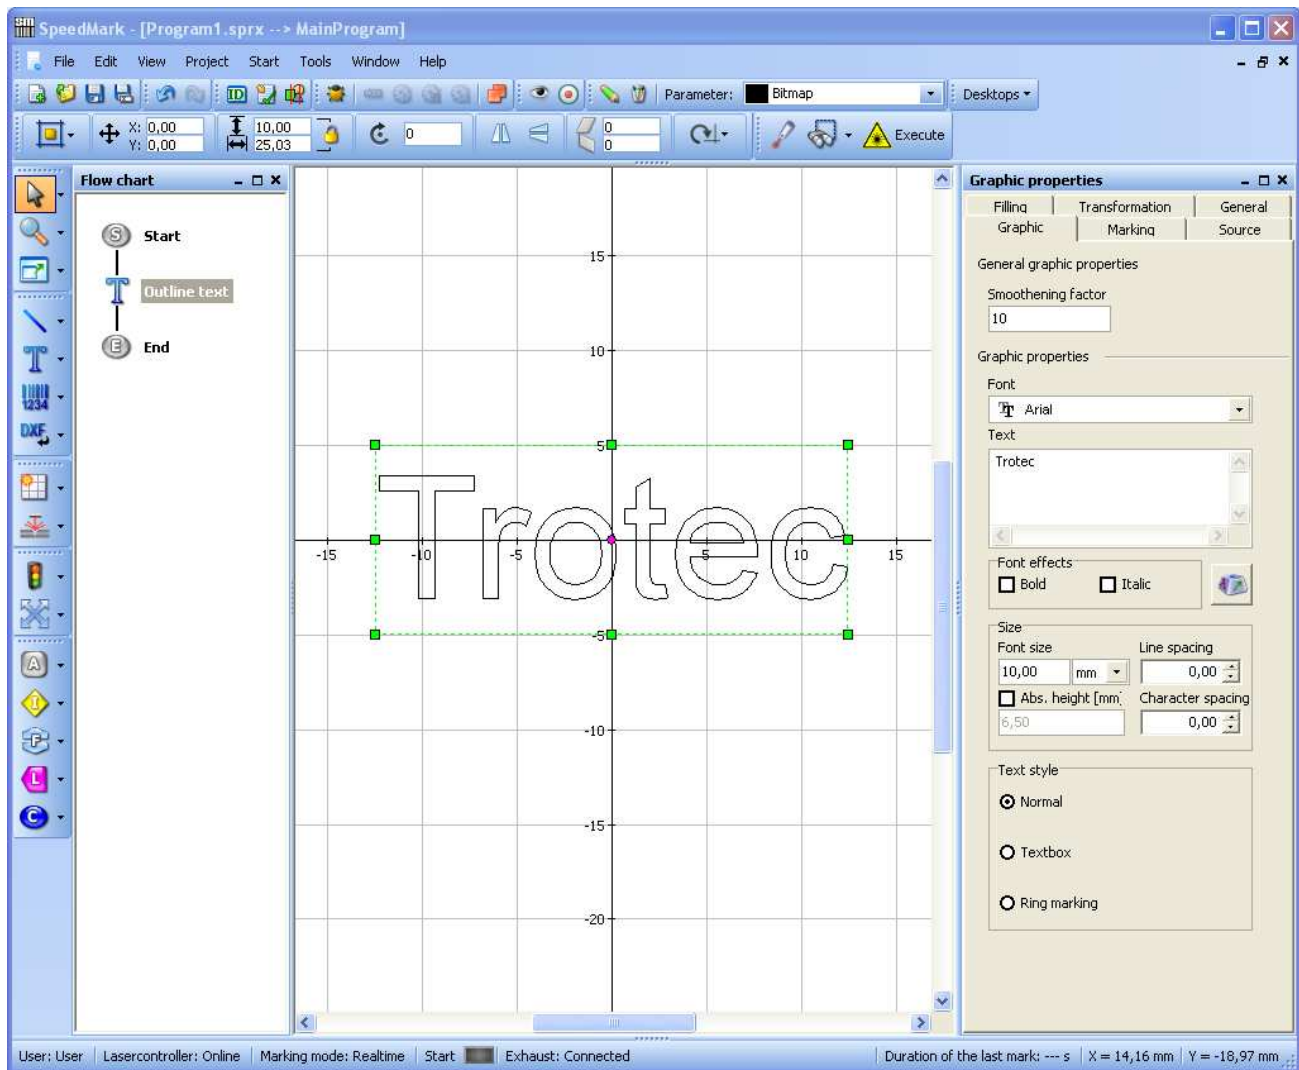 SpeedMark - [Program1.sprx --> MainProgram]
File Edit View Project Start Tools Window Help
ID Parameter: Bitmap Desktops
X: 0,00 10,00 0 0 Execute
Y: 0,00 25,03 0
Flow chart
S Start
T Outline text
E End
1234
DXF
A
I
F
L
C
15
10
5
-15 -10 -5 5 10 15
-5
-10
-15
-20
Trotec
Graphic properties
Filling Transformation General
Graphic Marking Source
General graphic properties
Smoothening factor
10
Graphic properties
Font
Arial
Text
Trotec
Font effects
Bold Italic
Size
Font size Line spacing
10,00 mm 0,00
Abs. height [mm] Character spacing
6,50 0,00
Text style
Normal
Textbox
Ring marking
User: User Lasercontroller: Online Marking mode: Realtime Start Exhaust: Connected Duration of the last mark: --- s X = 14,16 mm Y = -18,97 mm